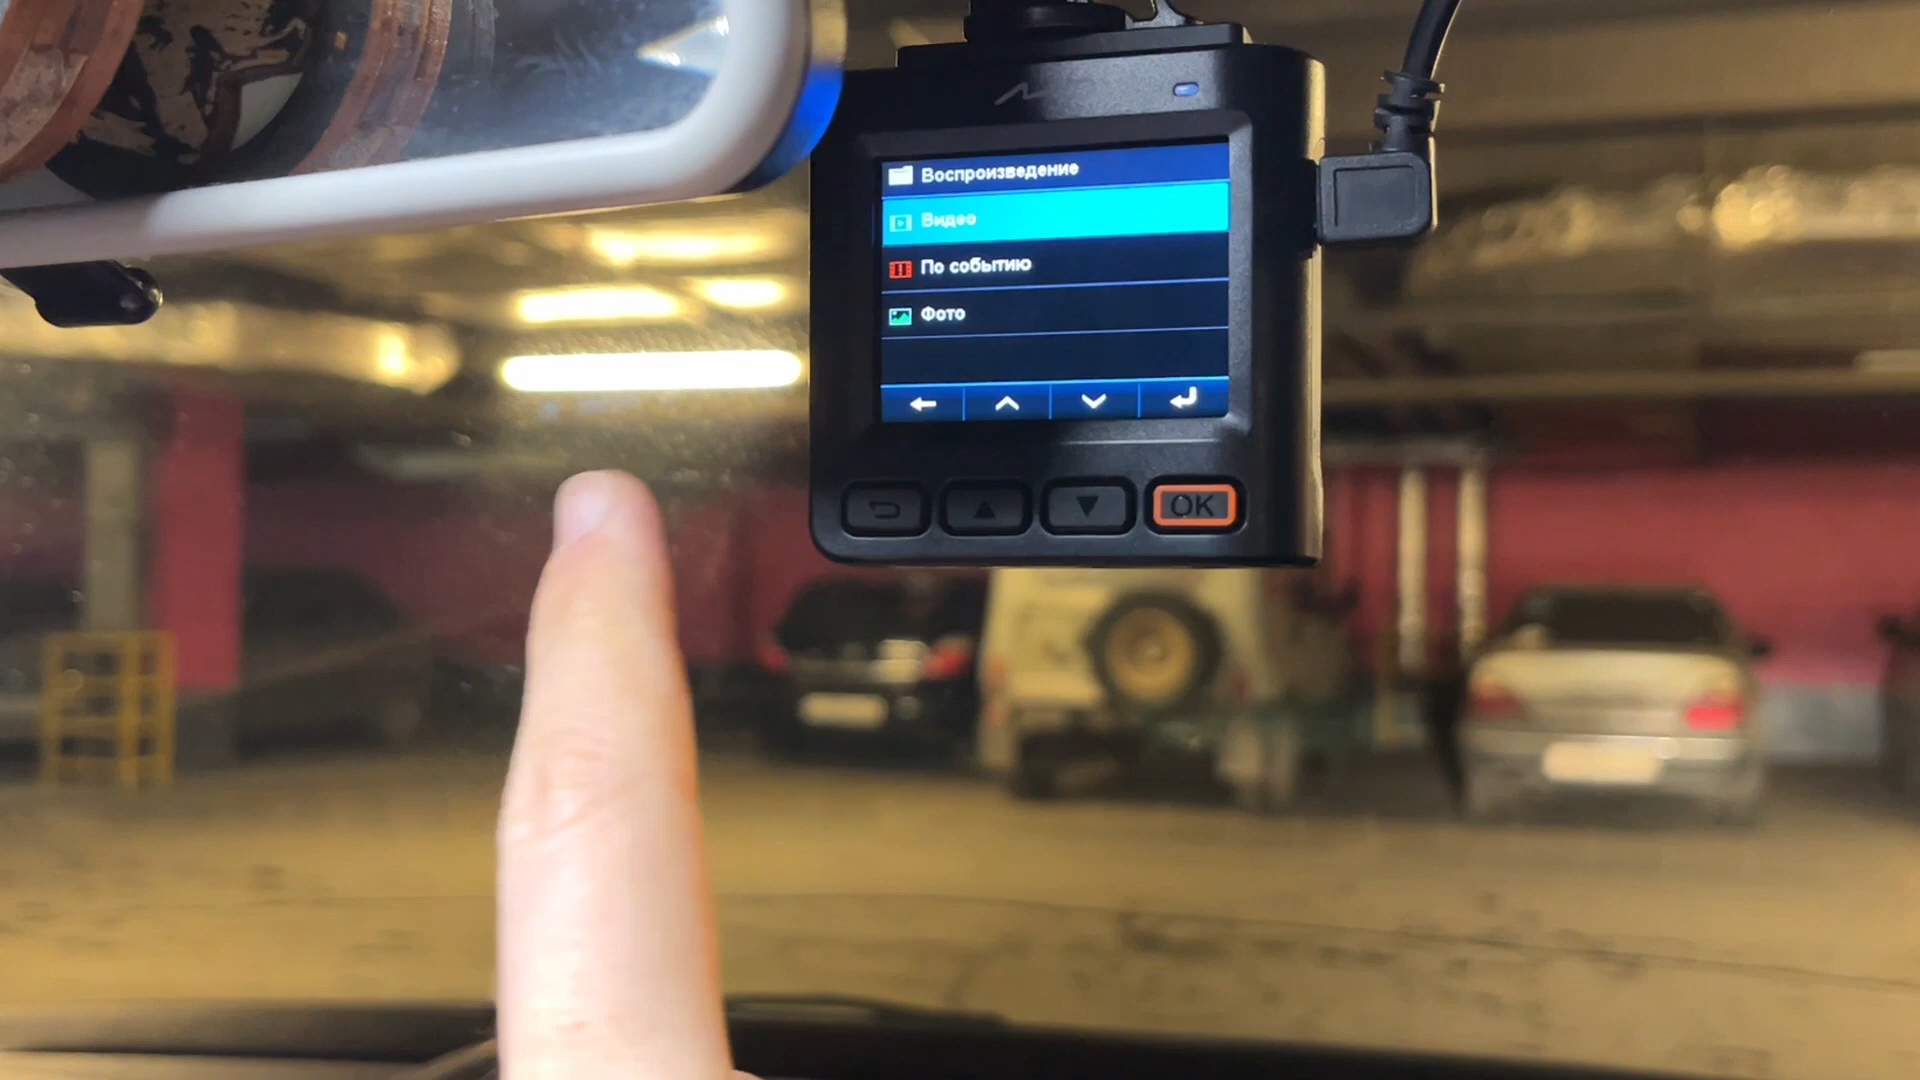 Воспроизведение
Видео
По событию
Фото
OK